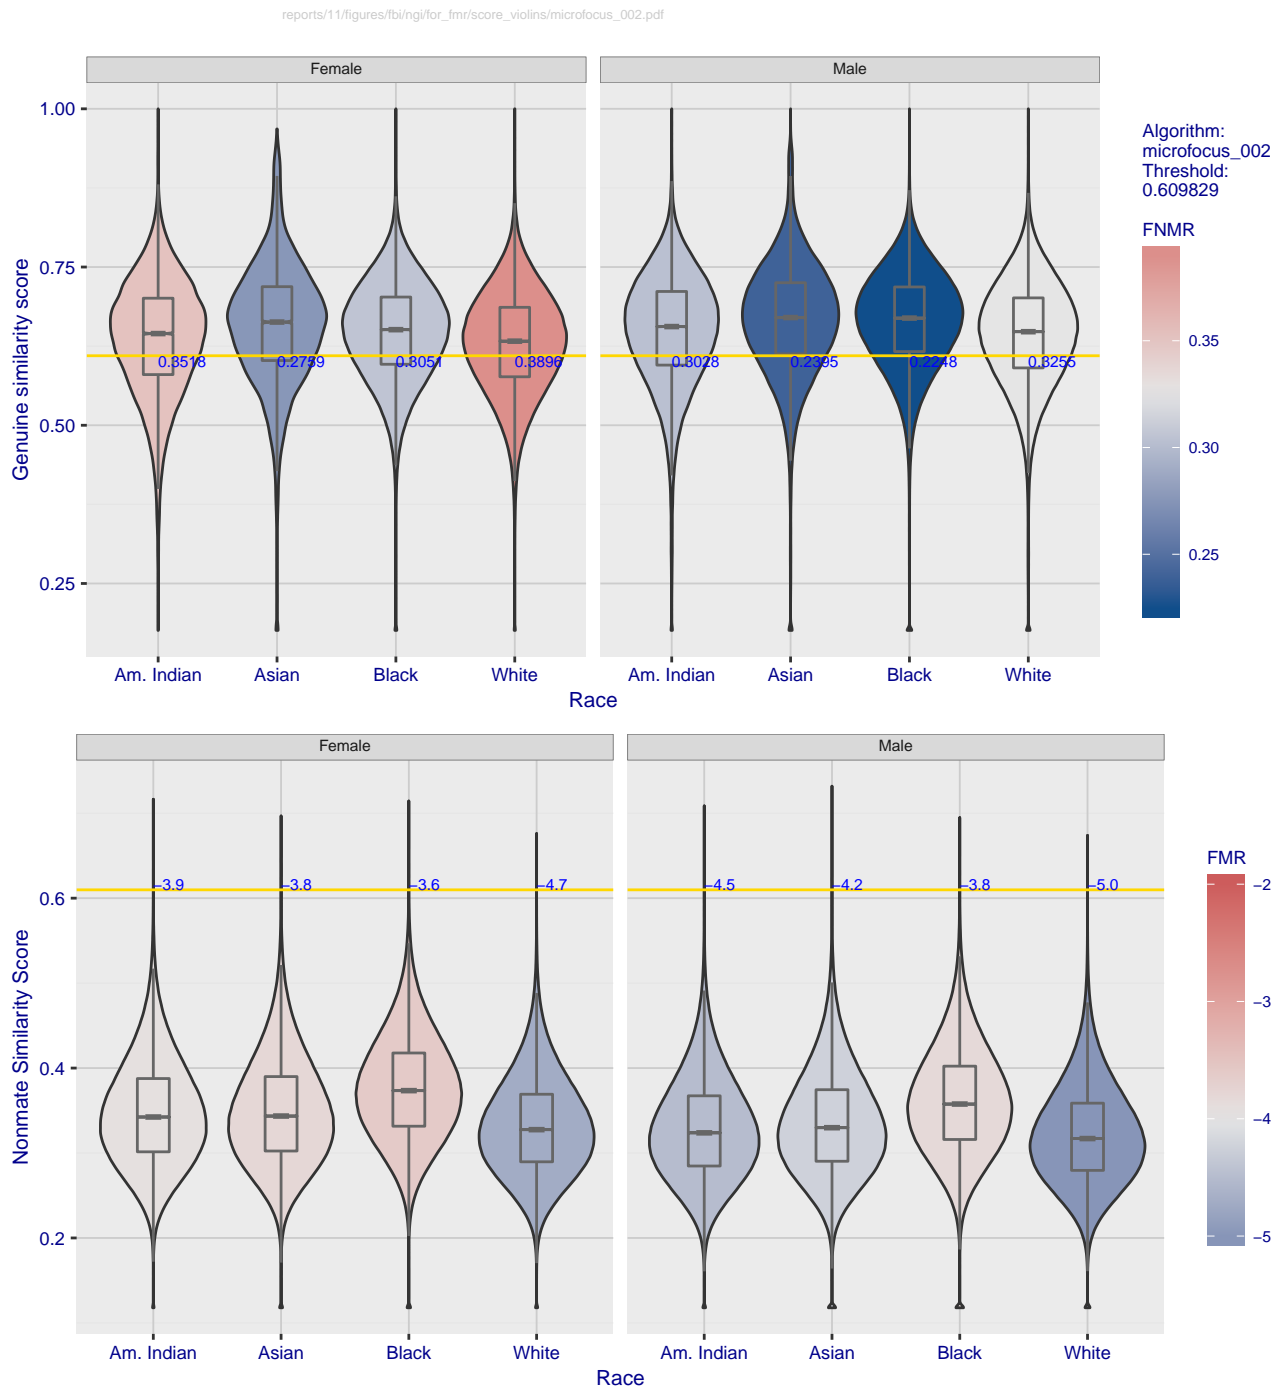 reports/11/figures/fbi/ngi/for_fmr/score_violins/microfocus_002.pdf
Female
Male
Genuine similarity score
1.00
0.75
0.50
0.25
0.3518
0.2759
0.3051
0.3896
0.3028
0.2395
0.2248
0.3255
Am. Indian
Asian
Black
White
Am. Indian
Asian
Black
White
Race
Algorithm:
microfocus_002
Threshold:
0.609829
FNMR
0.35
0.30
0.25
Female
Male
Nonmate Similarity Score
0.6
0.4
0.2
−3.9
−3.8
−3.6
−4.7
−4.5
−4.2
−3.8
−5.0
Am. Indian
Asian
Black
White
Am. Indian
Asian
Black
White
Race
FMR
−2
−3
−4
−5